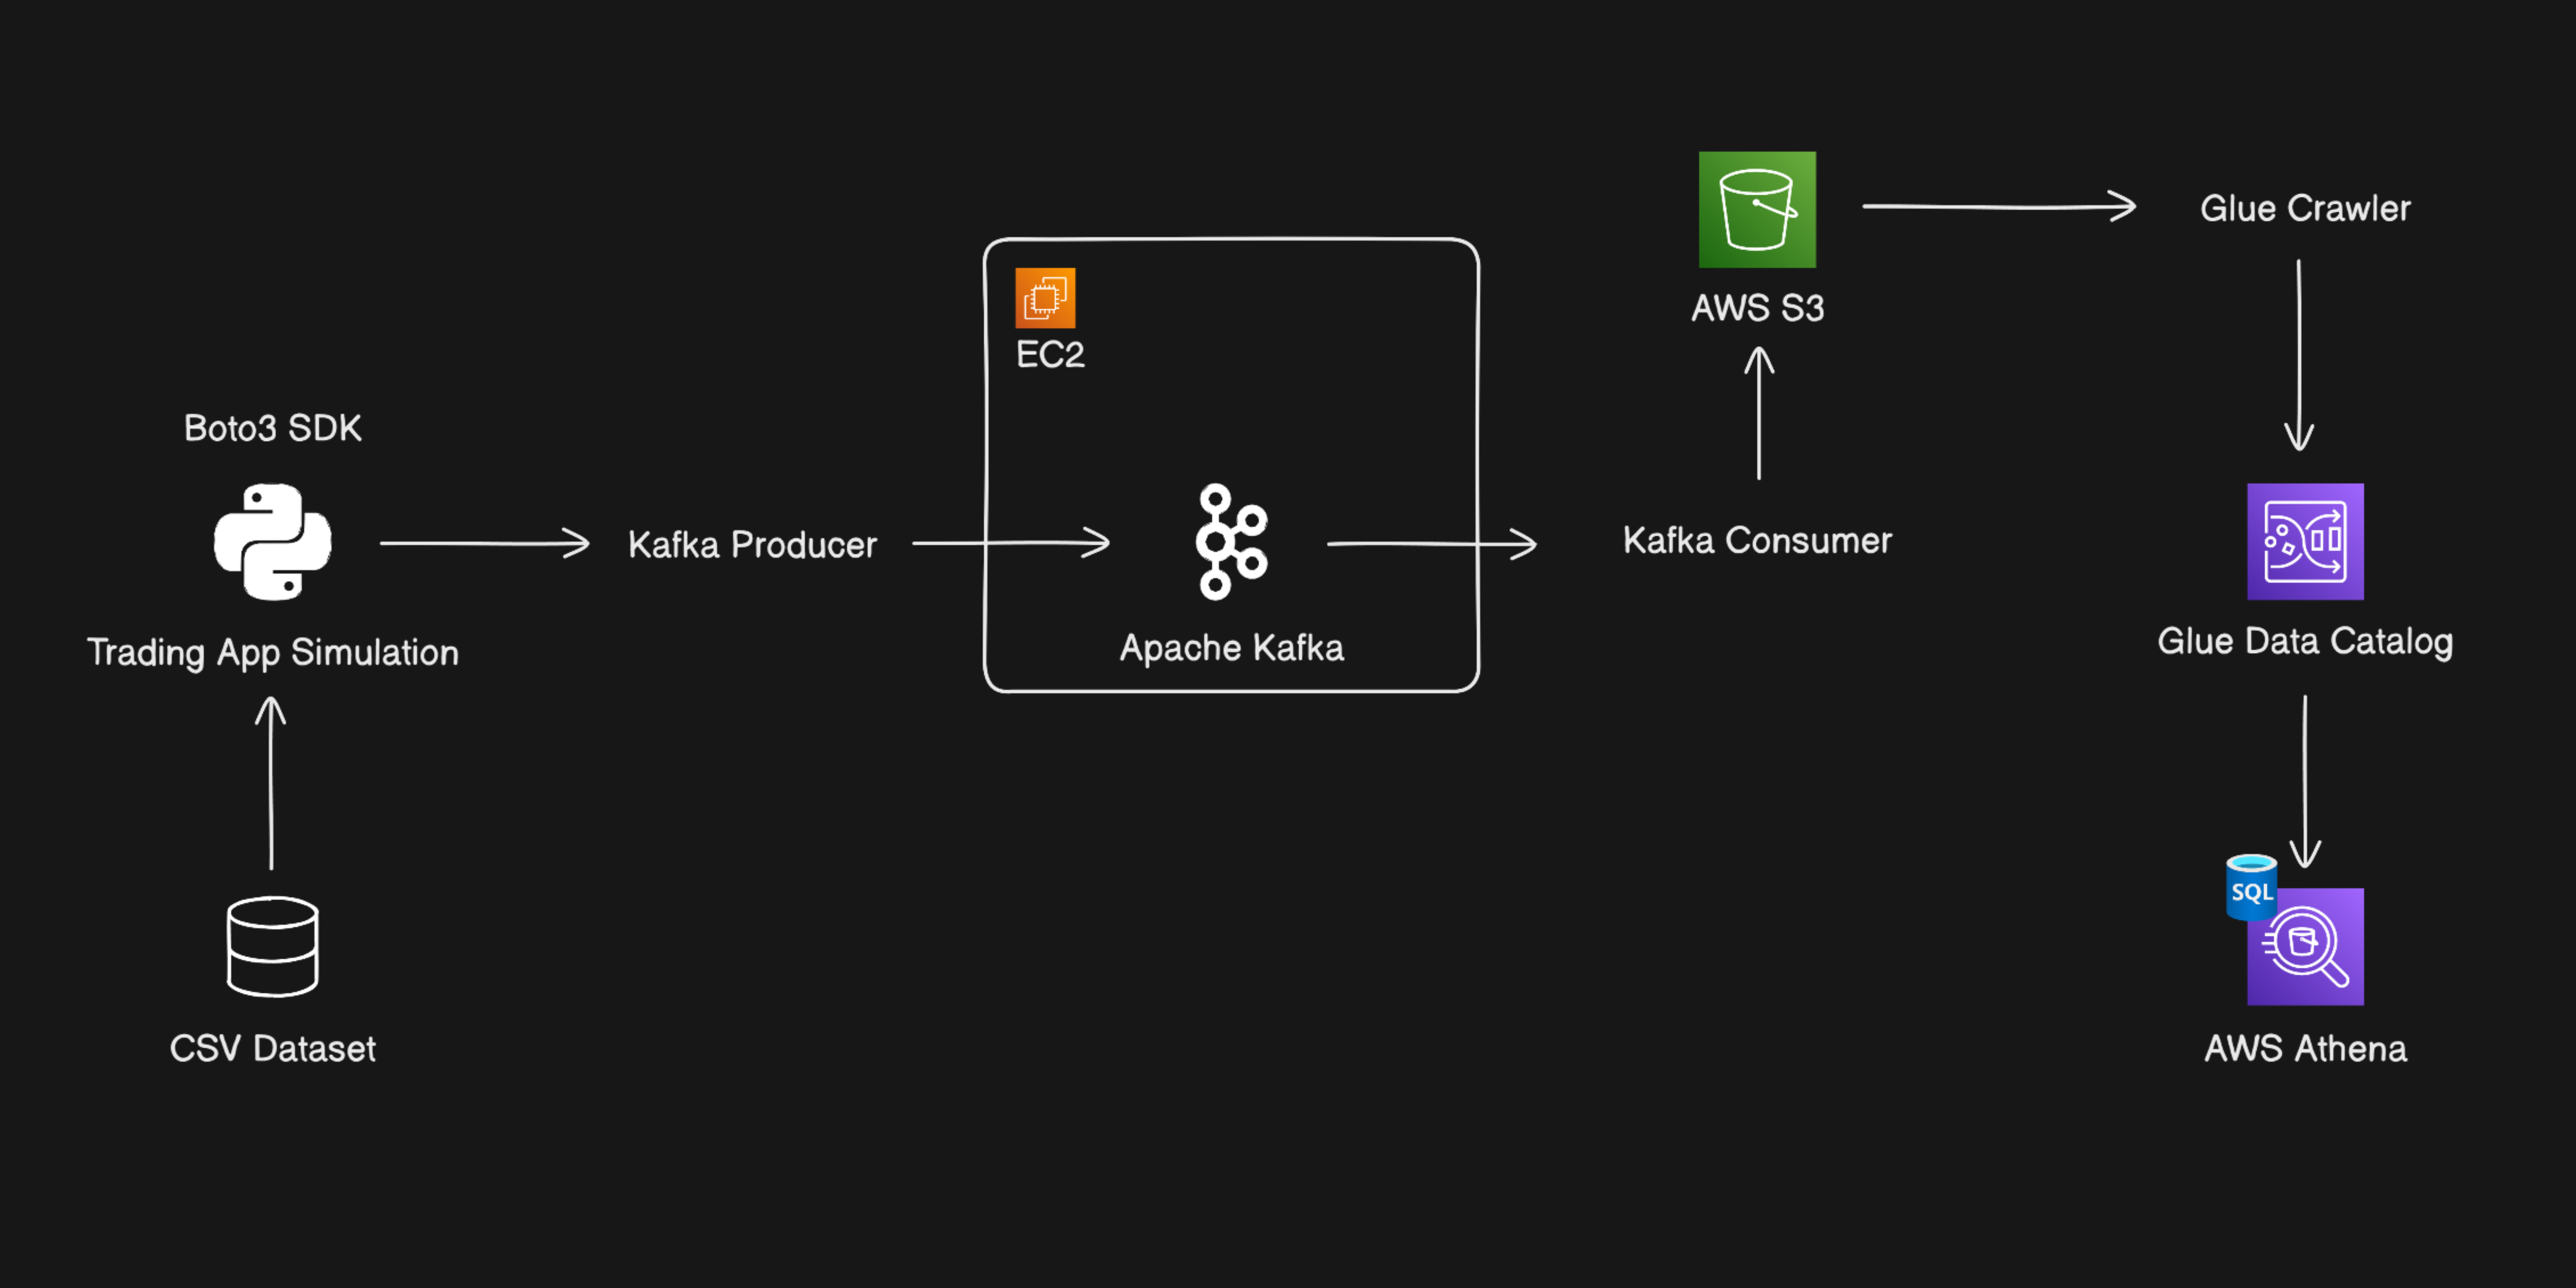 Boto3 SDK
Trading App Simulation
CSV Dataset
Kafka Producer
EC2
Apache Kafka
Kafka Consumer
AWS S3
Glue Crawler
Glue Data Catalog
SQL
AWS Athena